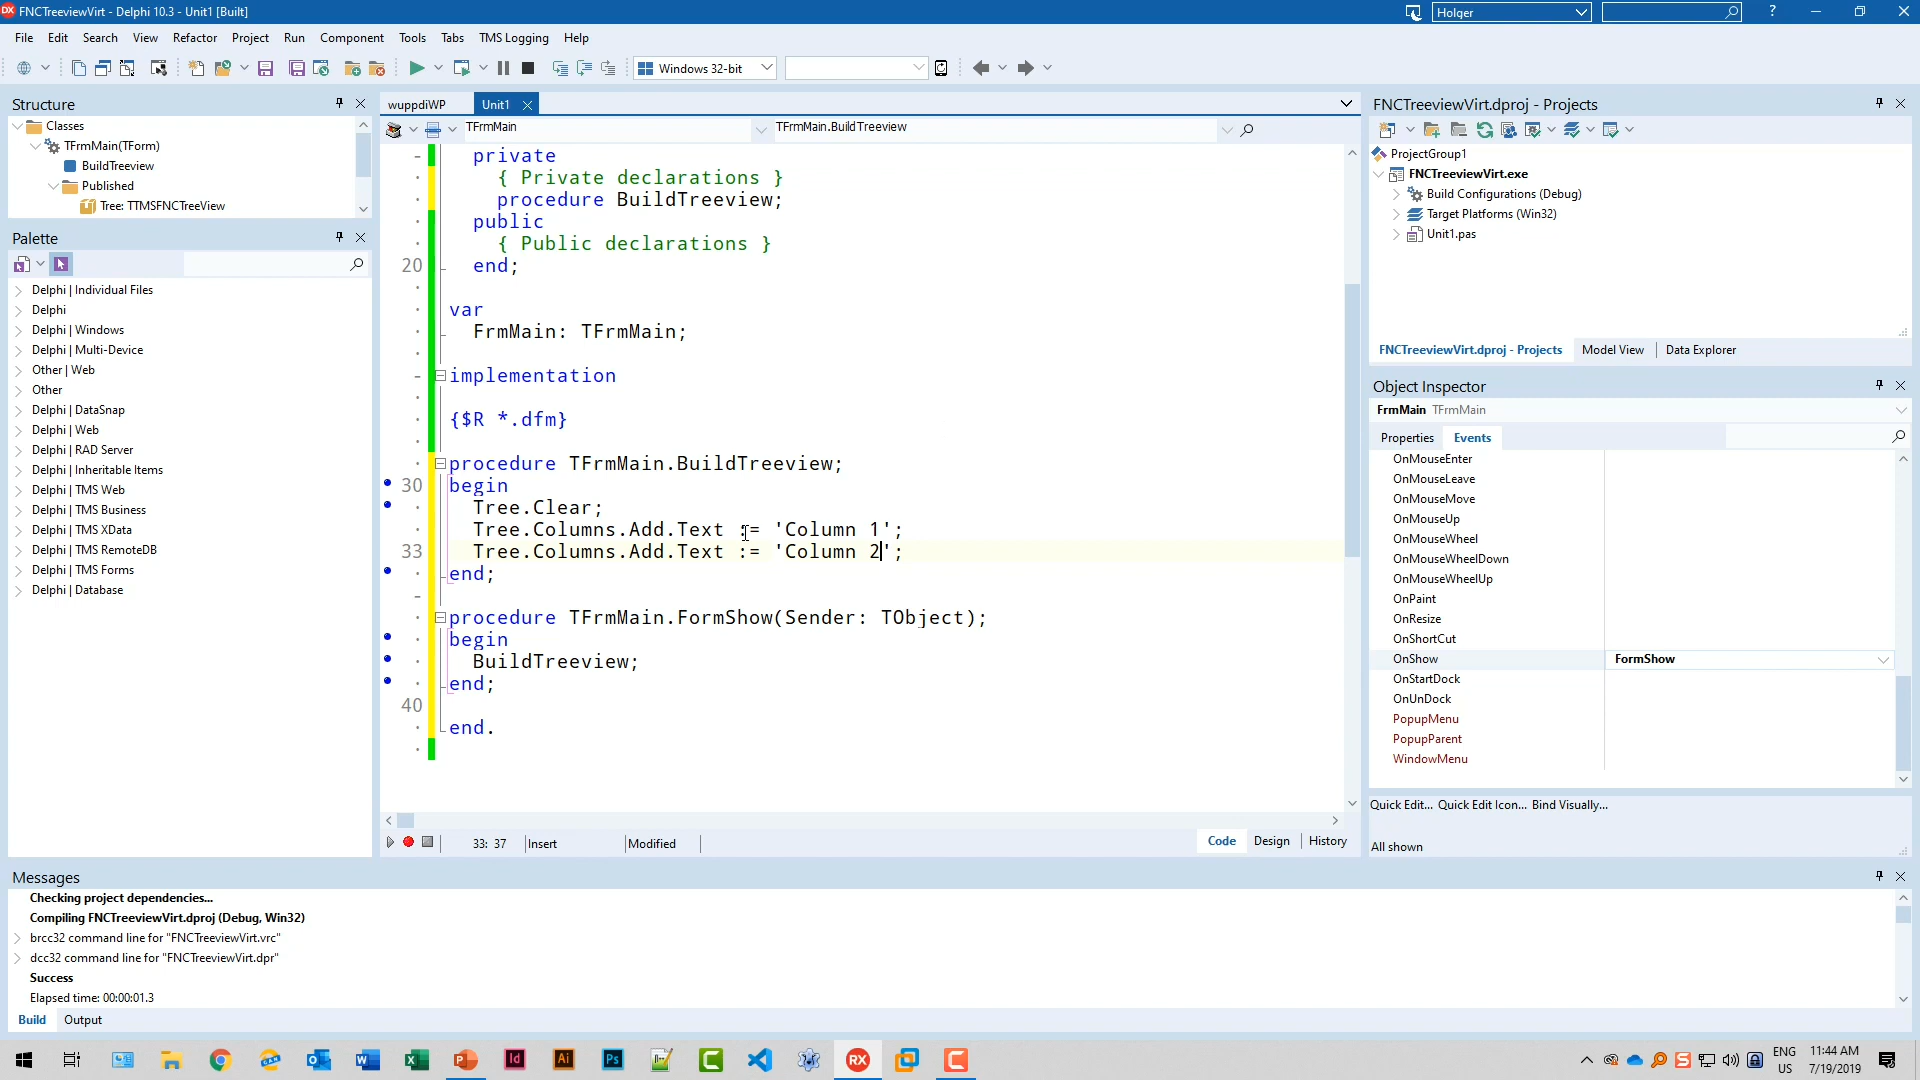 FNCTreeviewVirt - Delphi 10.3 - Unit1 [Built]
Holger
File Edit Search View Refactor Project Run Component Tools Tabs TMS Logging Help
Windows 32-bit
Structure
Classes
TFrmMain(TForm)
BuildTreeview
Published
Tree: TTMSFNCTreeView
Palette
Delphi | Individual Files
Delphi
Delphi | Windows
Delphi | Multi-Device
Other | Web
Other
Delphi | DataSnap
Delphi | Web
Delphi | RAD Server
Delphi | Inheritable Items
Delphi | TMS Web
Delphi | TMS Business
Delphi | TMS XData
Delphi | TMS RemoteDB
Delphi | TMS Forms
Delphi | Database
wuppdiWP Unit1
TFrmMain TFrmMain.BuildTreeview
private
{ Private declarations }
procedure BuildTreeview;
public
{ Public declarations }
20 end;
var
FrmMain: TFrmMain;
implementation
{$R *.dfm}
procedure TFrmMain.BuildTreeview;
30 begin
Tree.Clear;
Tree.Columns.Add.Text := 'Column 1';
33 Tree.Columns.Add.Text := 'Column 2';
end;
procedure TFrmMain.FormShow(Sender: TObject);
begin
BuildTreeview;
end;
40
end.
33: 37 Insert Modified Code Design History
FNCTreeviewVirt.dproj - Projects
ProjectGroup1
FNCTreeviewVirt.exe
Build Configurations (Debug)
Target Platforms (Win32)
Unit1.pas
FNCTreeviewVirt.dproj - Projects Model View Data Explorer
Object Inspector
FrmMain TFrmMain
Properties Events
OnMouseEnter
OnMouseLeave
OnMouseMove
OnMouseUp
OnMouseWheel
OnMouseWheelDown
OnMouseWheelUp
OnPaint
OnResize
OnShortCut
OnShow FormShow
OnStartDock
OnUnDock
PopupMenu
PopupParent
WindowMenu
Quick Edit... Quick Edit Icon... Bind Visually...
All shown
Messages
Checking project dependencies...
Compiling FNCTreeviewVirt.dproj (Debug, Win32)
brcc32 command line for "FNCTreeviewVirt.vrc"
dcc32 command line for "FNCTreeviewVirt.dpr"
Success
Elapsed time: 00:00:01.3
Build Output
ENG
US
11:44 AM
7/19/2019